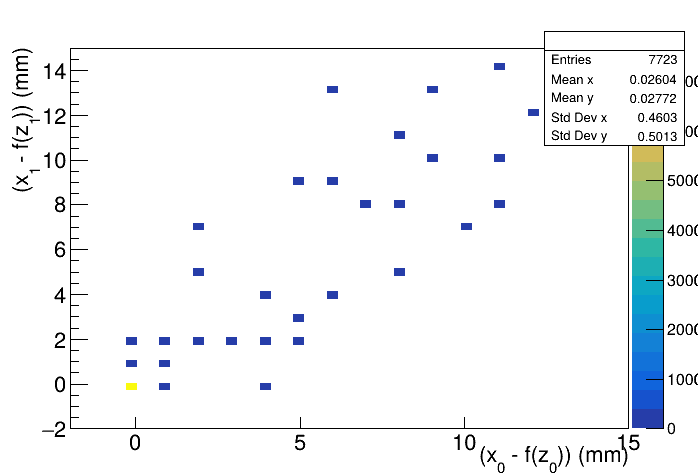 (x0 - f(z0)) (mm)
(x1 - f(z1)) (mm)
14
12
10
8
6
4
2
0
−2
0
5
10
15
Entries 7723
Mean x 0.02604
Mean y 0.02772
Std Dev x 0.4603
Std Dev y 0.5013
5000
4000
3000
2000
1000
0